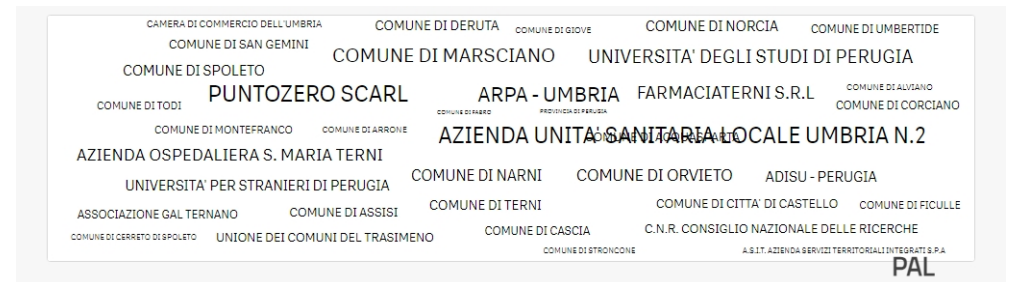 CAMERA DI COMMERCIO DELL'UMBRIA
COMUNE DI DERUTA
COMUNE DI GIOVE
COMUNE DI NORCIA
COMUNE DI UMBERTIDE
COMUNE DI SAN GEMINI
COMUNE DI MARSCIANO
UNIVERSITA' DEGLI STUDI DI PERUGIA
COMUNE DI SPOLETO
PUNTOZERO SCARL
ARPA - UMBRIA
FARMACIATERNI S.R.L
COMUNE DI ALVIANO
COMUNE DI TODI
COMUNE DI CORCIANO
COMUNE DI FABRO
PROVINCIA DI PERUGIA
COMUNE DI MONTEFRANCO
COMUNE DI ARRONE
AZIENDA UNITA' SANITARIA LOCALE UMBRIA N.2
COMUNE DI ACQUASPARTA
AZIENDA OSPEDALIERA S. MARIA TERNI
UNIVERSITA' PER STRANIERI DI PERUGIA
COMUNE DI NARNI
COMUNE DI ORVIETO
ADISU - PERUGIA
ASSOCIAZIONE GAL TERNANO
COMUNE DI ASSISI
COMUNE DI TERNI
COMUNE DI CITTA' DI CASTELLO
COMUNE DI FICULLE
COMUNE DI CERRETO DI SPOLETO
UNIONE DEI COMUNI DEL TRASIMENO
COMUNE DI CASCIA
C.N.R. CONSIGLIO NAZIONALE DELLE RICERCHE
COMUNE DI STRONCONE
A.S.I.T. AZIENDA SERVIZI TERRITORIALI INTEGRATI S.P.A
PAL